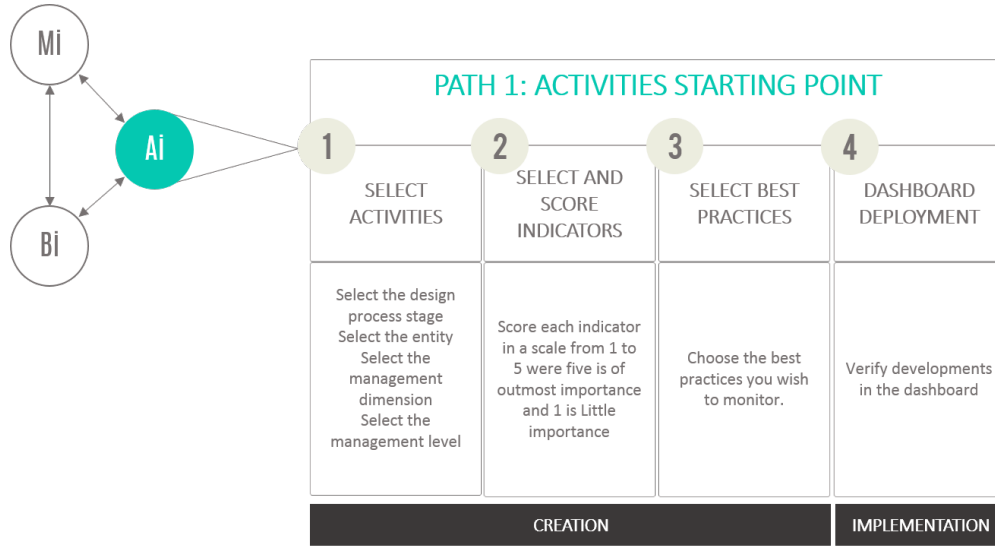 Mi
Ai
Bi
PATH 1: ACTIVITIES STARTING POINT
1
2
3
4
SELECT
ACTIVITIES
SELECT AND
SCORE
INDICATORS
SELECT BEST
PRACTICES
DASHBOARD
DEPLOYMENT
Select the design
process stage
Select the entity
Select the
management
dimension
Select the
management level
Score each indicator
in a scale from 1 to
5 were five is of
outmost importance
and 1 is Little
importance
Choose the best
practices you wish
to monitor.
Verify developments
in the dashboard
CREATION
IMPLEMENTATION